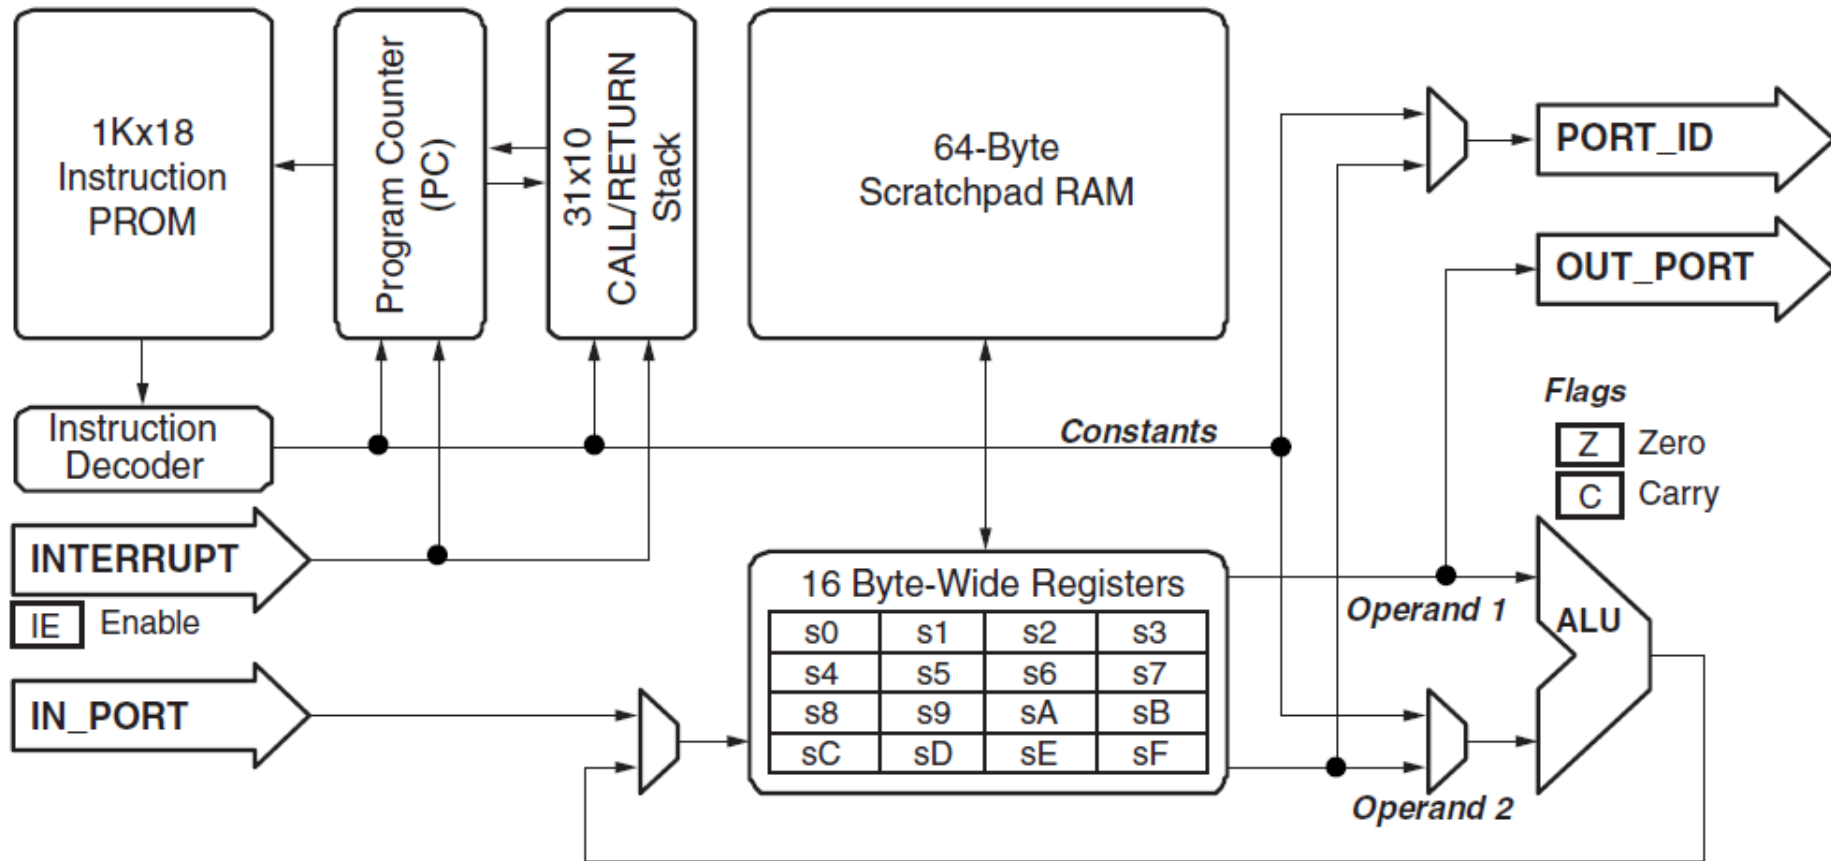 1Kx18
Instruction
PROM
Program Counter
(PC)
31x10
CALL/RETURN
Stack
64-Byte
Scratchpad RAM
PORT_ID
OUT_PORT
Instruction
Decoder
Constants
Flags
Z Zero
C Carry
INTERRUPT
IE Enable
IN_PORT
16 Byte-Wide Registers
s0 s1 s2 s3
s4 s5 s6 s7
s8 s9 sA sB
sC sD sE sF
Operand 1
ALU
Operand 2